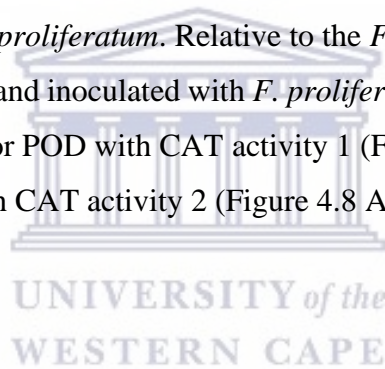 proliferatum. Relative to the F
and inoculated with F. prolifer
or POD with CAT activity 1 (F
CAT activity 2 (Figure 4.8 A
UNIVERSITY of the
WESTERN CAPE